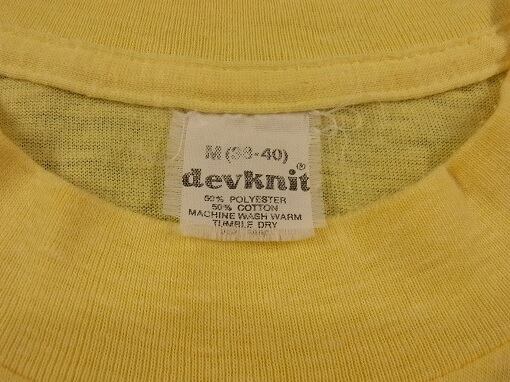 M (38-40)
devknit®
50% POLYESTER
50% COTTON
MACHINE WASH WARM
TUMBLE DRY